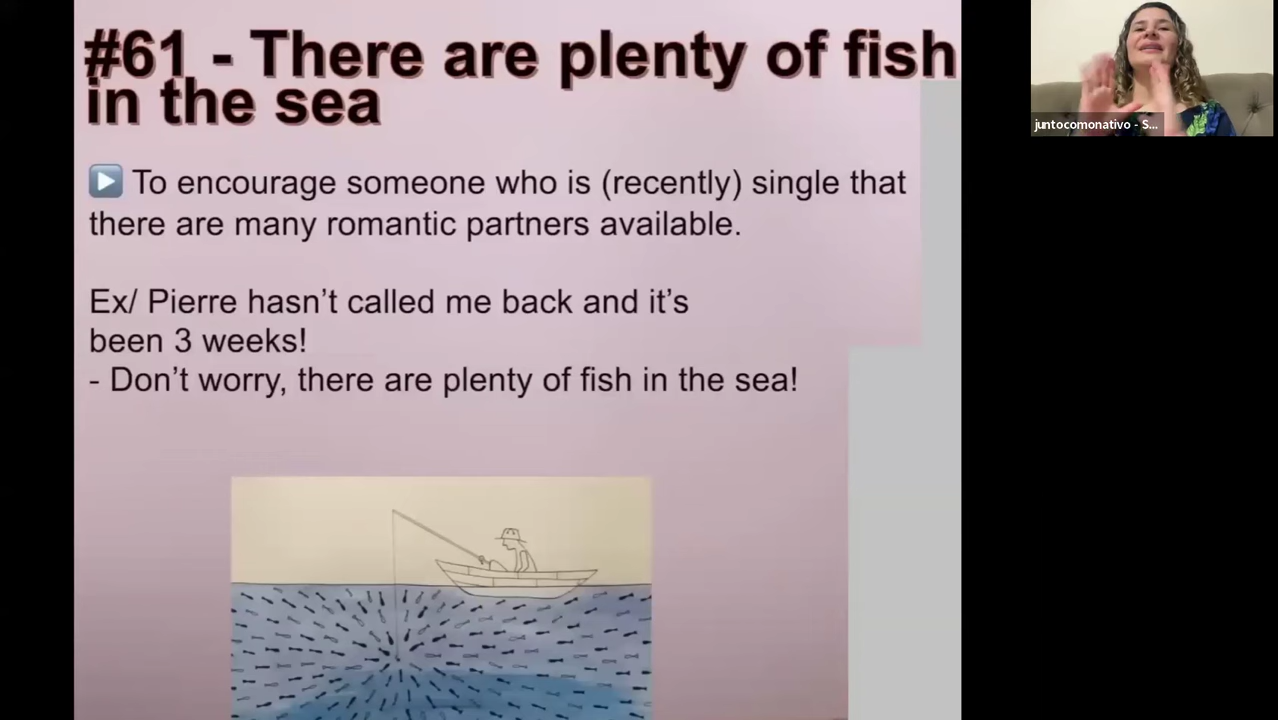 #61 - There are plenty of fish
in the sea
To encourage someone who is (recently) single that
there are many romantic partners available.
Ex/ Pierre hasn’t called me back and it’s
been 3 weeks!
- Don’t worry, there are plenty of fish in the sea!
juntocomonativo - S...